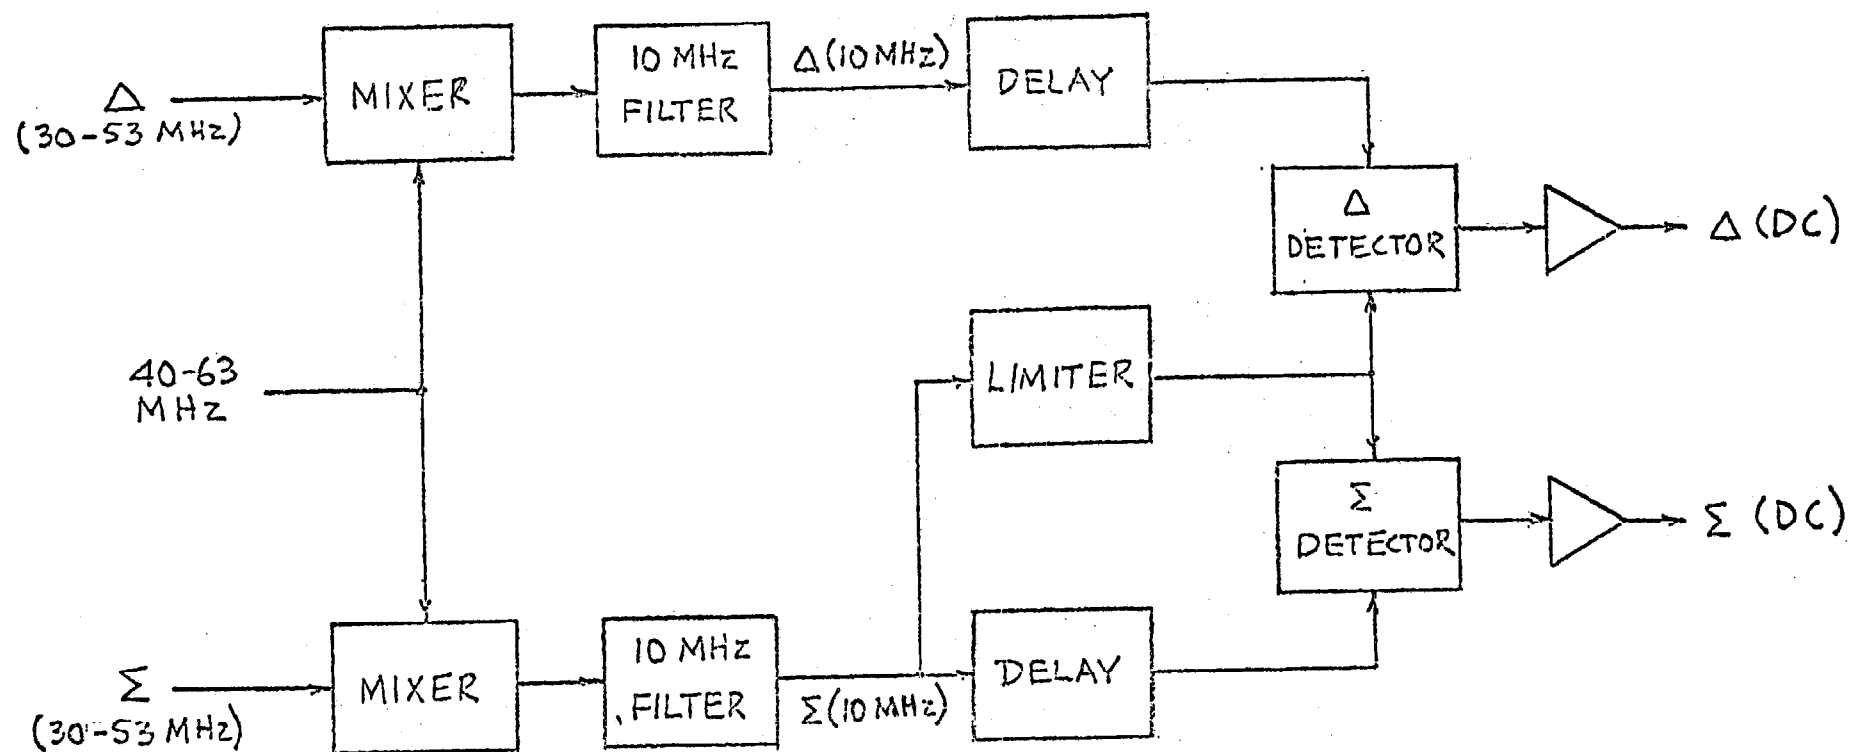 Δ
(30-53 MHz)
MIXER
10 MHz
FILTER
Δ(10 MHz)
DELAY
Δ
DETECTOR
Δ (DC)
40-63
MHz
LIMITER
Σ
DETECTOR
Σ (DC)
Σ
(30-53 MHz)
MIXER
10 MHz
FILTER
Σ(10 MHz)
DELAY